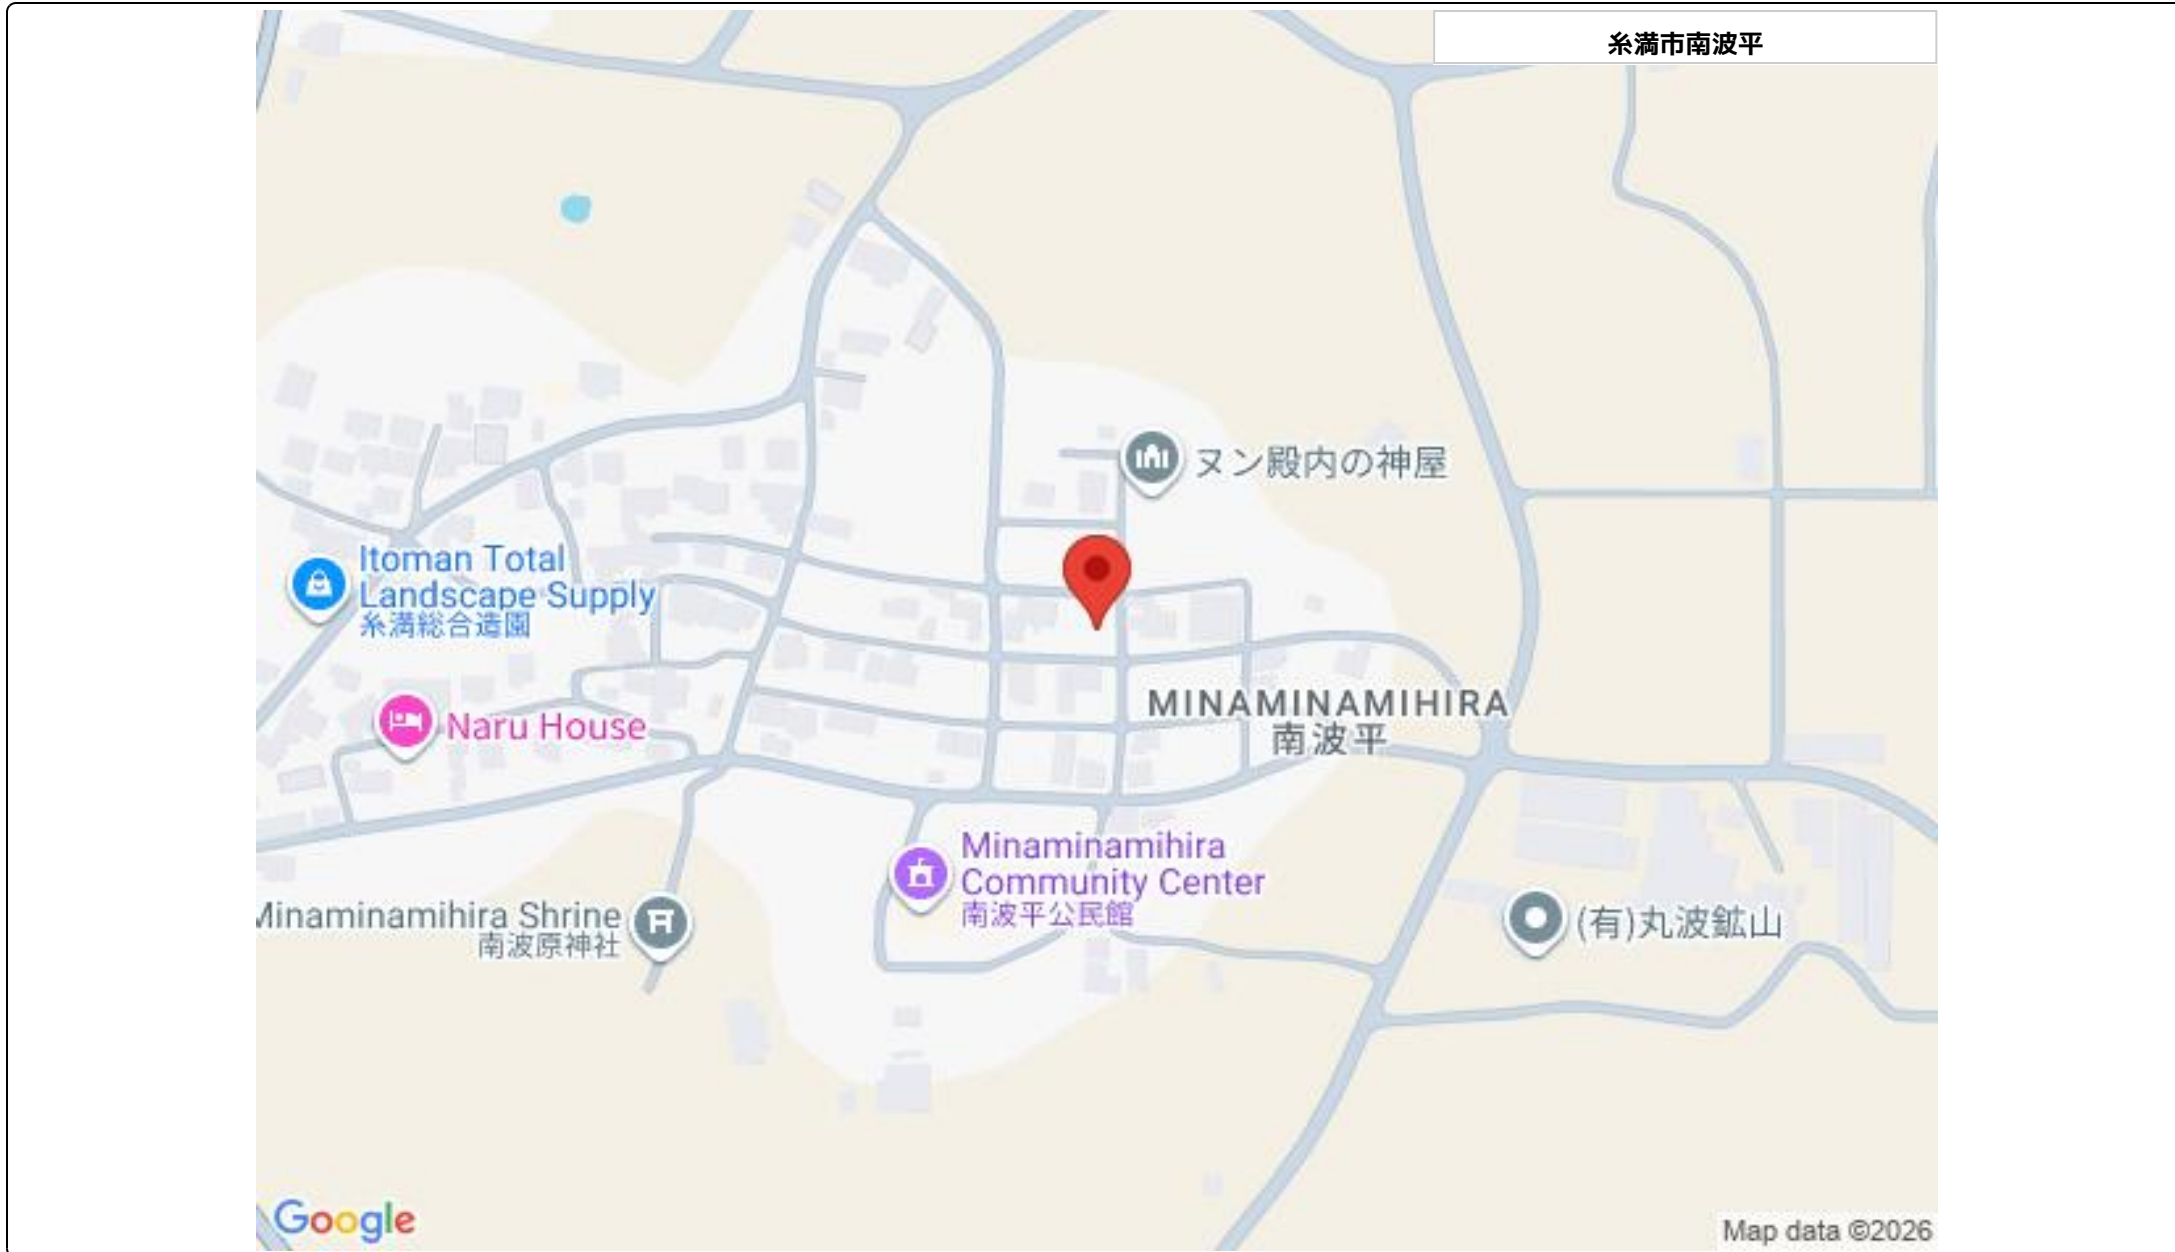 糸満市南波平
ヌン殿内の神屋
Itoman Total
Landscape Supply
糸満総合造園
Naru House
MINAMINAMIHIRA
南波平
Minaminamihira
Community Center
南波平公民館
Minaminamihira Shrine
南波原神社
(有)丸波鉱山
Google
Map data ©2026